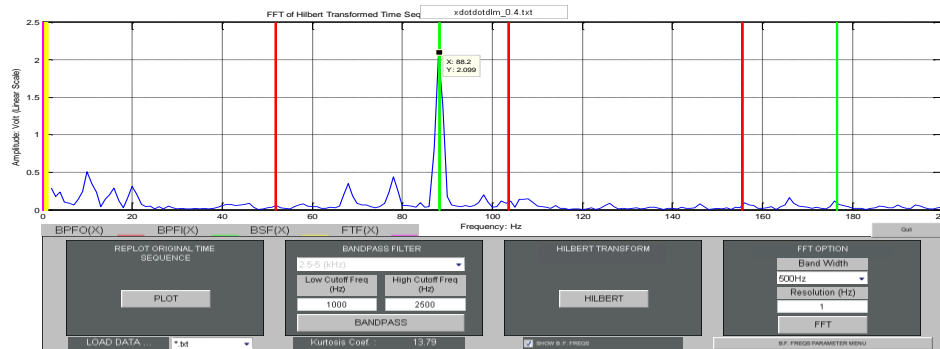 FFT of Hilbert Transformed Time Seq
xdotdotdlm_0.4.txt
2.5
2
1.5
1
0.5
0
Amplitude: Volt (Linear Scale)
X: 88.2
Y: 2.099
0 20 40 60 80 100 120 140 160 180
Frequency: Hz
BPFO(X) BPFI(X) BSF(X) FTF(X)
Quit
REPLOT ORIGINAL TIME
SEQUENCE
PLOT
BANDPASS FILTER
2.5-5 (kHz)
Low Cutoff Freq
(Hz)
High Cutoff Freq
(Hz)
1000
2500
BANDPASS
HILBERT TRANSFORM
HILBERT
FFT OPTION
Band Width
500Hz
Resolution (Hz)
1
FFT
LOAD DATA ...
*.txt
Kurtosis Coef. : 13.79
SHOW B. F. FREQS
B.F. FREQS PARAMETER MENU